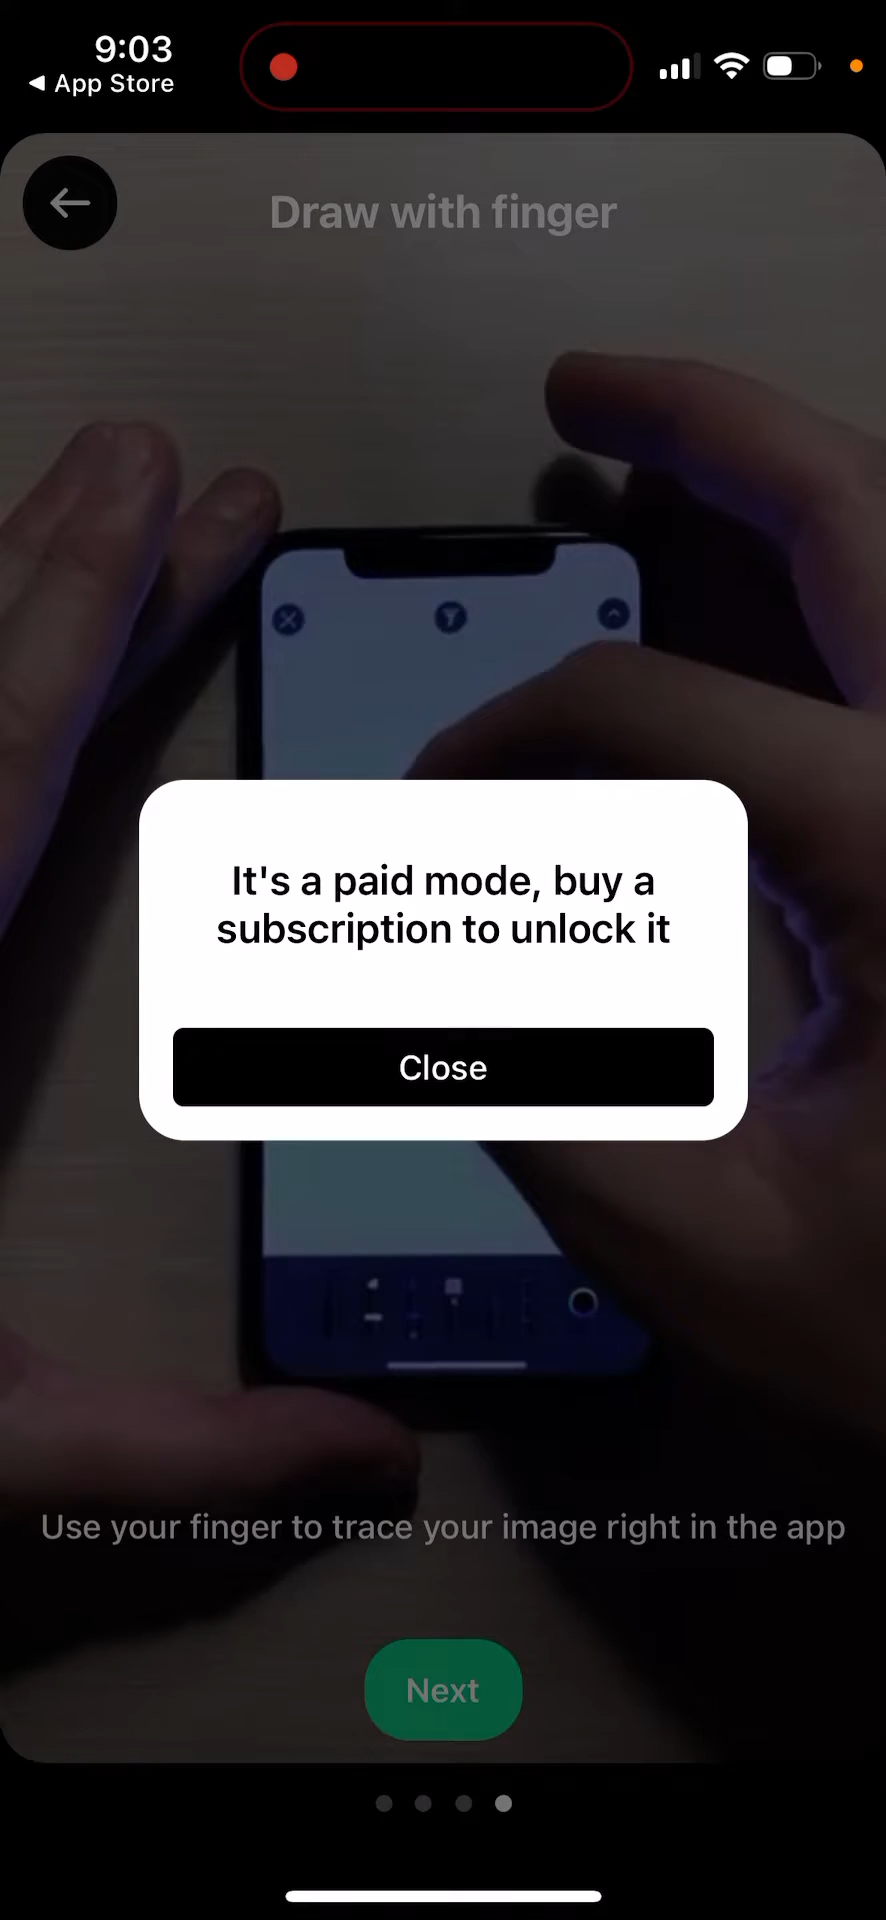 9:03
App Store
Draw with finger
It's a paid mode, buy a
subscription to unlock it
Close
Use your finger to trace your image right in the app
Next